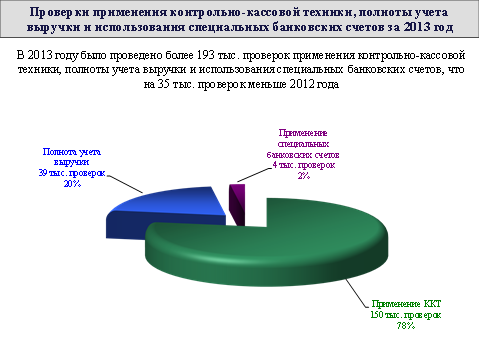 Проверки применения контрольно-кассовой техники, полноты учета
выручки и использования специальных банковских счетов за 2013 год
В 2013 году было проведено более 193 тыс. проверок применения контрольно-кассовой
техники, полноты учета выручки и использования специальных банковских счетов, что
на 35 тыс. проверок меньше 2012 года
Применение
специальных
банковских счетов
4 тыс. проверок
2%
Полнота учета
выручки
39 тыс. проверок
20%
Применение ККТ
150 тыс. проверок
78%